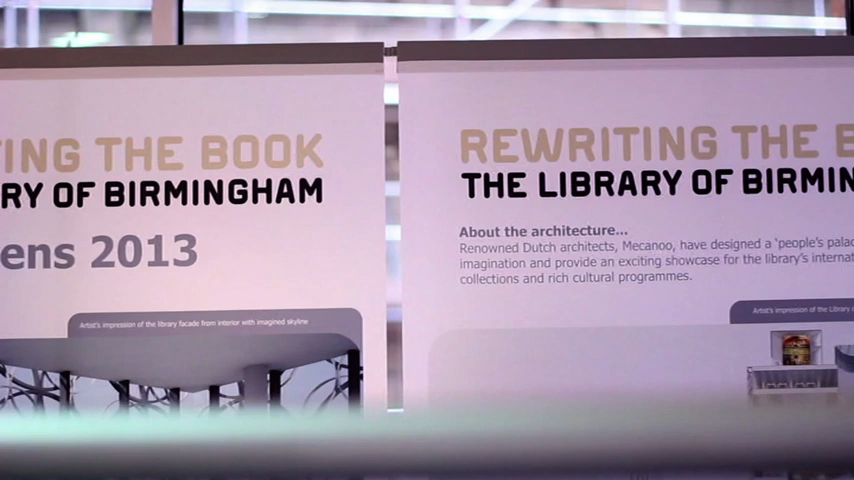 ING THE BOOK
RY OF BIRMINGHAM
ens 2013
Artist's impression of the library facade from interior with imagined skyline
REWRITING THE B
THE LIBRARY OF BIRMIN
About the architecture...
Renowned Dutch architects, Mecanoo, have designed a 'people's palac
imagination and provide an exciting showcase for the library's internat
collections and rich cultural programmes.
Artist's impression of the Library